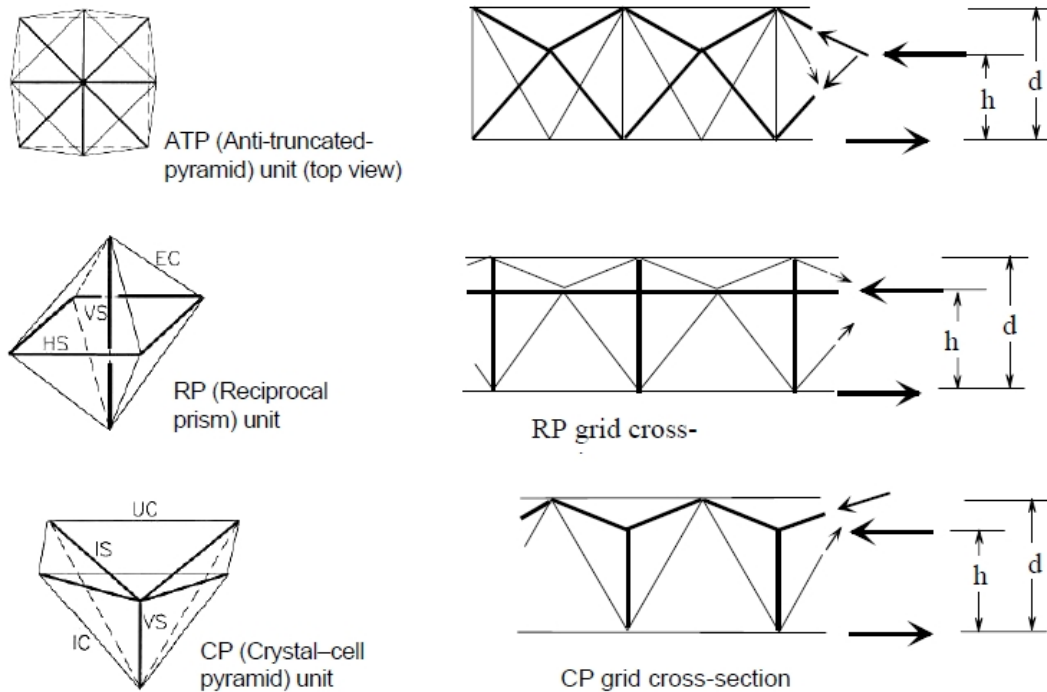 ATP (Anti-truncated-
pyramid) unit (top view)
h
d
EC
VS
HS
RP (Reciprocal
prism) unit
RP grid cross-
h
d
UC
IS
VS
IC
CP (Crystal–cell
pyramid) unit
CP grid cross-section
h
d